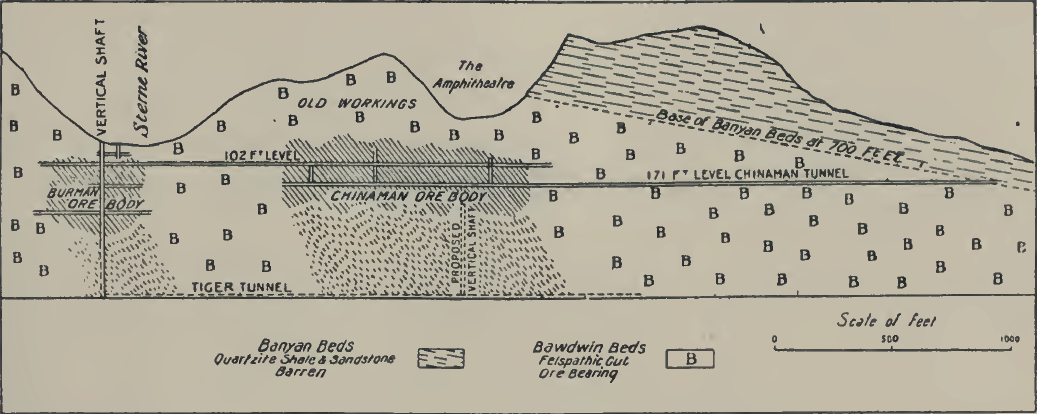 VERTICAL SHAFT
Sterne River
The
Amphitheatre
OLD WORKINGS
Base of Banyan Beds at 700 FEET
102 FT LEVEL
171 FT LEVEL CHINAMAN TUNNEL
BURMAN
ORE BODY
CHINAMAN ORE BODY
PROPOSED
VERTICAL SHAFT
TIGER TUNNEL
Banyan Beds
Quartzite Shale & Sandstone
Barren
Bawdwin Beds
Felspathic Gut
Ore Bearing
B
Scale of Feet
0 500 1000
B B B B B B B B B B B B B B B B B B B B B B B B B B B B B B B B B B B B B B B B B B B B B B B B B B B